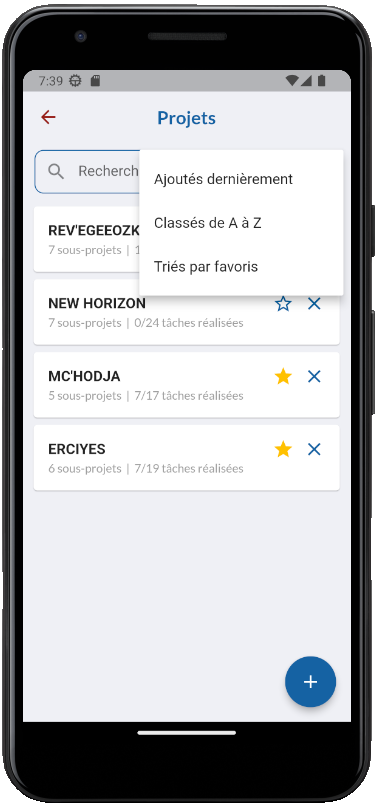 7:39
Projets
Recherch
Ajoutés dernièrement
Classés de A à Z
Triés par favoris
REV'EGEEOZK
7 sous-projets | 1
NEW HORIZON
7 sous-projets | 0/24 tâches réalisées
MC'HODJA
5 sous-projets | 7/17 tâches réalisées
ERCIYES
6 sous-projets | 7/19 tâches réalisées